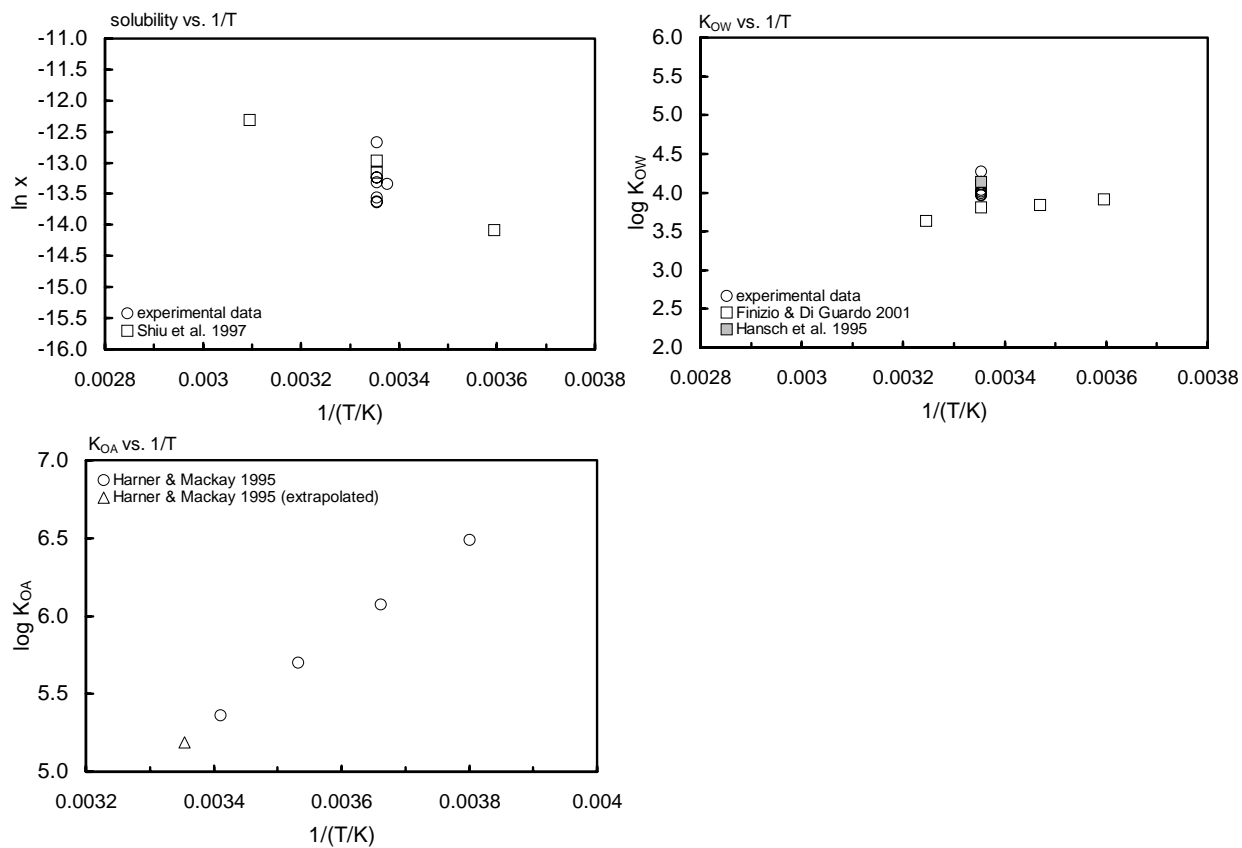 solubility vs. 1/T
-11.0
-11.5
-12.0
-12.5
-13.0
-13.5
-14.0
-14.5
-15.0
-15.5
-16.0
ln x
experimental data
Shiu et al. 1997
0.0028 0.003 0.0032 0.0034 0.0036 0.0038
1/(T/K)
KOW vs. 1/T
6.0
5.5
5.0
4.5
4.0
3.5
3.0
2.5
2.0
log KOW
experimental data
Finizio & Di Guardo 2001
Hansch et al. 1995
0.0028 0.003 0.0032 0.0034 0.0036 0.0038
1/(T/K)
KOA vs. 1/T
7.0
6.5
6.0
5.5
5.0
log KOA
Harner & Mackay 1995
Harner & Mackay 1995 (extrapolated)
0.0032 0.0034 0.0036 0.0038 0.004
1/(T/K)